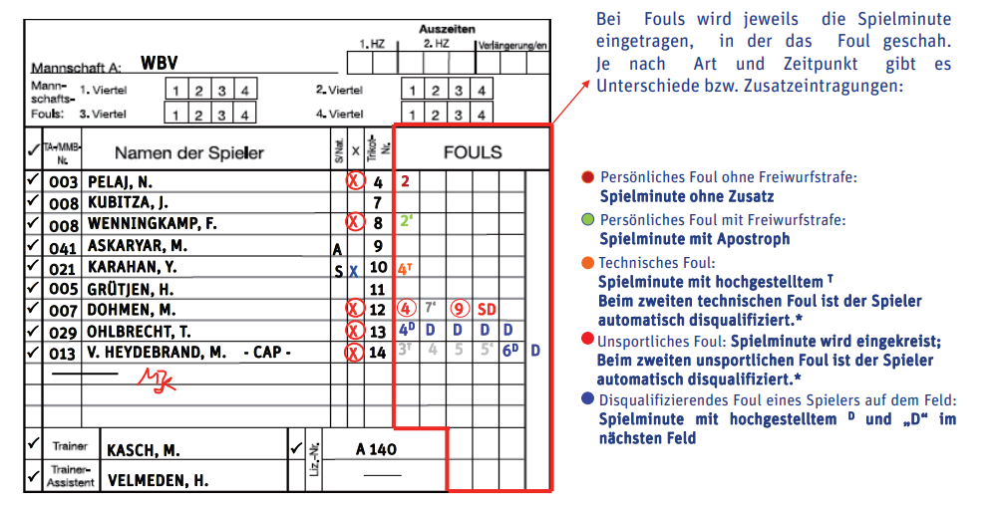 Bei Fouls wird jeweils die Spielminute
eingetragen, in der das Foul geschah.
Je nach Art und Zeitpunkt gibt es
Unterschiede bzw. Zusatzeintragungen:
Auszeiten
1. HZ 2. HZ Verlängerung/en
Mannschaft A: WBV
Mann-
schafts-
Fouls:
1. Viertel 1 2 3 4 2. Viertel 1 2 3 4
3. Viertel 1 2 3 4 4. Viertel 1 2 3 4
✓ TA-/MMB-Nr. Namen der Spieler S/Nat. X Trikot-Nr. FOULS
✓ 003 PELAJ, N. X 4 2
✓ 008 KUBITZA, J. 7
✓ 008 WENNINGKAMP, F. X 8 2‘
✓ 041 ASKARYAR, M. A 9
✓ 021 KARAHAN, Y. S X 10 4ᵀ
✓ 005 GRÜTJEN, H. 11
✓ 007 DOHMEN, M. X 12 4 7‘ 9 SD
✓ 029 OHLBRECHT, T. X 13 4ᴰ D D D D
✓ 013 V. HEYDEBRAND, M. - CAP - X 14 3ᵀ 4 5 5‘ 6ᴰ D
✓ Trainer KASCH, M. ✓ Liz.-Nr. A 140
✓ Trainer-Assistent VELMEDEN, H.
Persönliches Foul ohne Freiwurfstrafe:
Spielminute ohne Zusatz
Persönliches Foul mit Freiwurfstrafe:
Spielminute mit Apostroph
Technisches Foul:
Spielminute mit hochgestelltem ᵀ
Beim zweiten technischen Foul ist der Spieler
automatisch disqualifiziert.*
Unsportliches Foul: Spielminute wird eingekreist;
Beim zweiten unsportlichen Foul ist der Spieler
automatisch disqualifiziert.*
Disqualifizierendes Foul eines Spielers auf dem Feld:
Spielminute mit hochgestelltem ᴰ und „D“ im
nächsten Feld